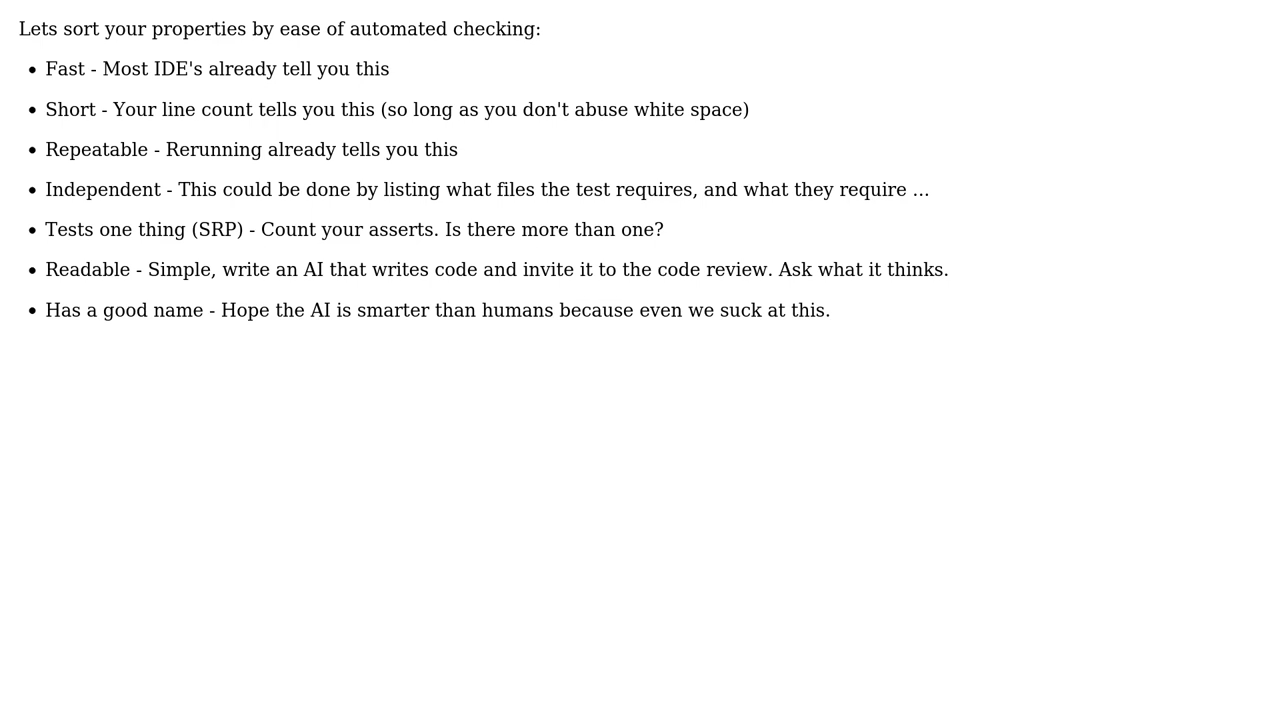 Lets sort your properties by ease of automated checking:
• Fast - Most IDE's already tell you this
• Short - Your line count tells you this (so long as you don't abuse white space)
• Repeatable - Rerunning already tells you this
• Independent - This could be done by listing what files the test requires, and what they require ...
• Tests one thing (SRP) - Count your asserts. Is there more than one?
• Readable - Simple, write an AI that writes code and invite it to the code review. Ask what it thinks.
• Has a good name - Hope the AI is smarter than humans because even we suck at this.